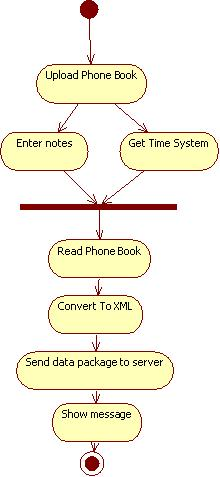 Upload Phone Book
Enter notes
Get Time System
Read Phone Book
Convert To XML
Send data package to server
Show message